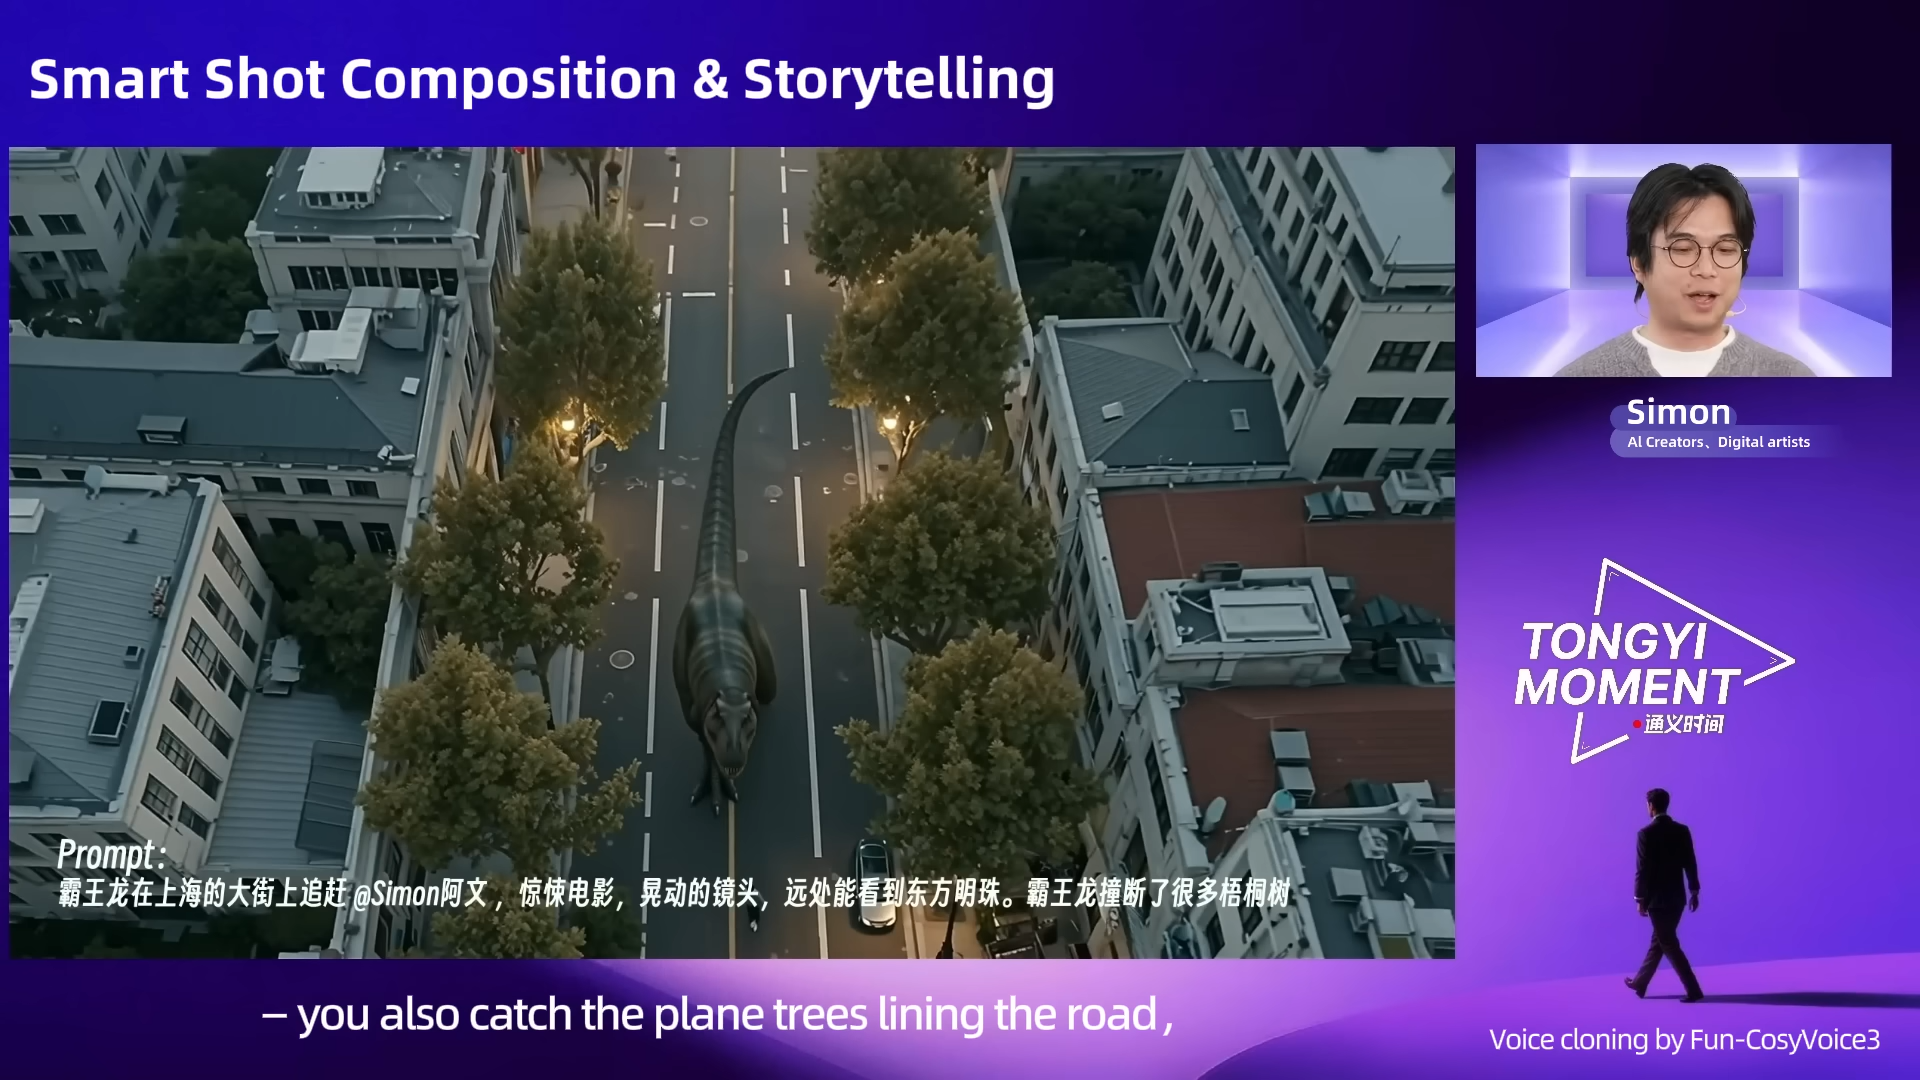 Smart Shot Composition & Storytelling
Simon
AI Creators、Digital artists
TONGYI
MOMENT
通义时间
Prompt:
霸王龙在上海的大街上追赶 @Simon阿文 ，惊悚电影，晃动的镜头，远处能看到东方明珠。霸王龙撞断了很多梧桐树
– you also catch the plane trees lining the road,
Voice cloning by Fun-CosyVoice3